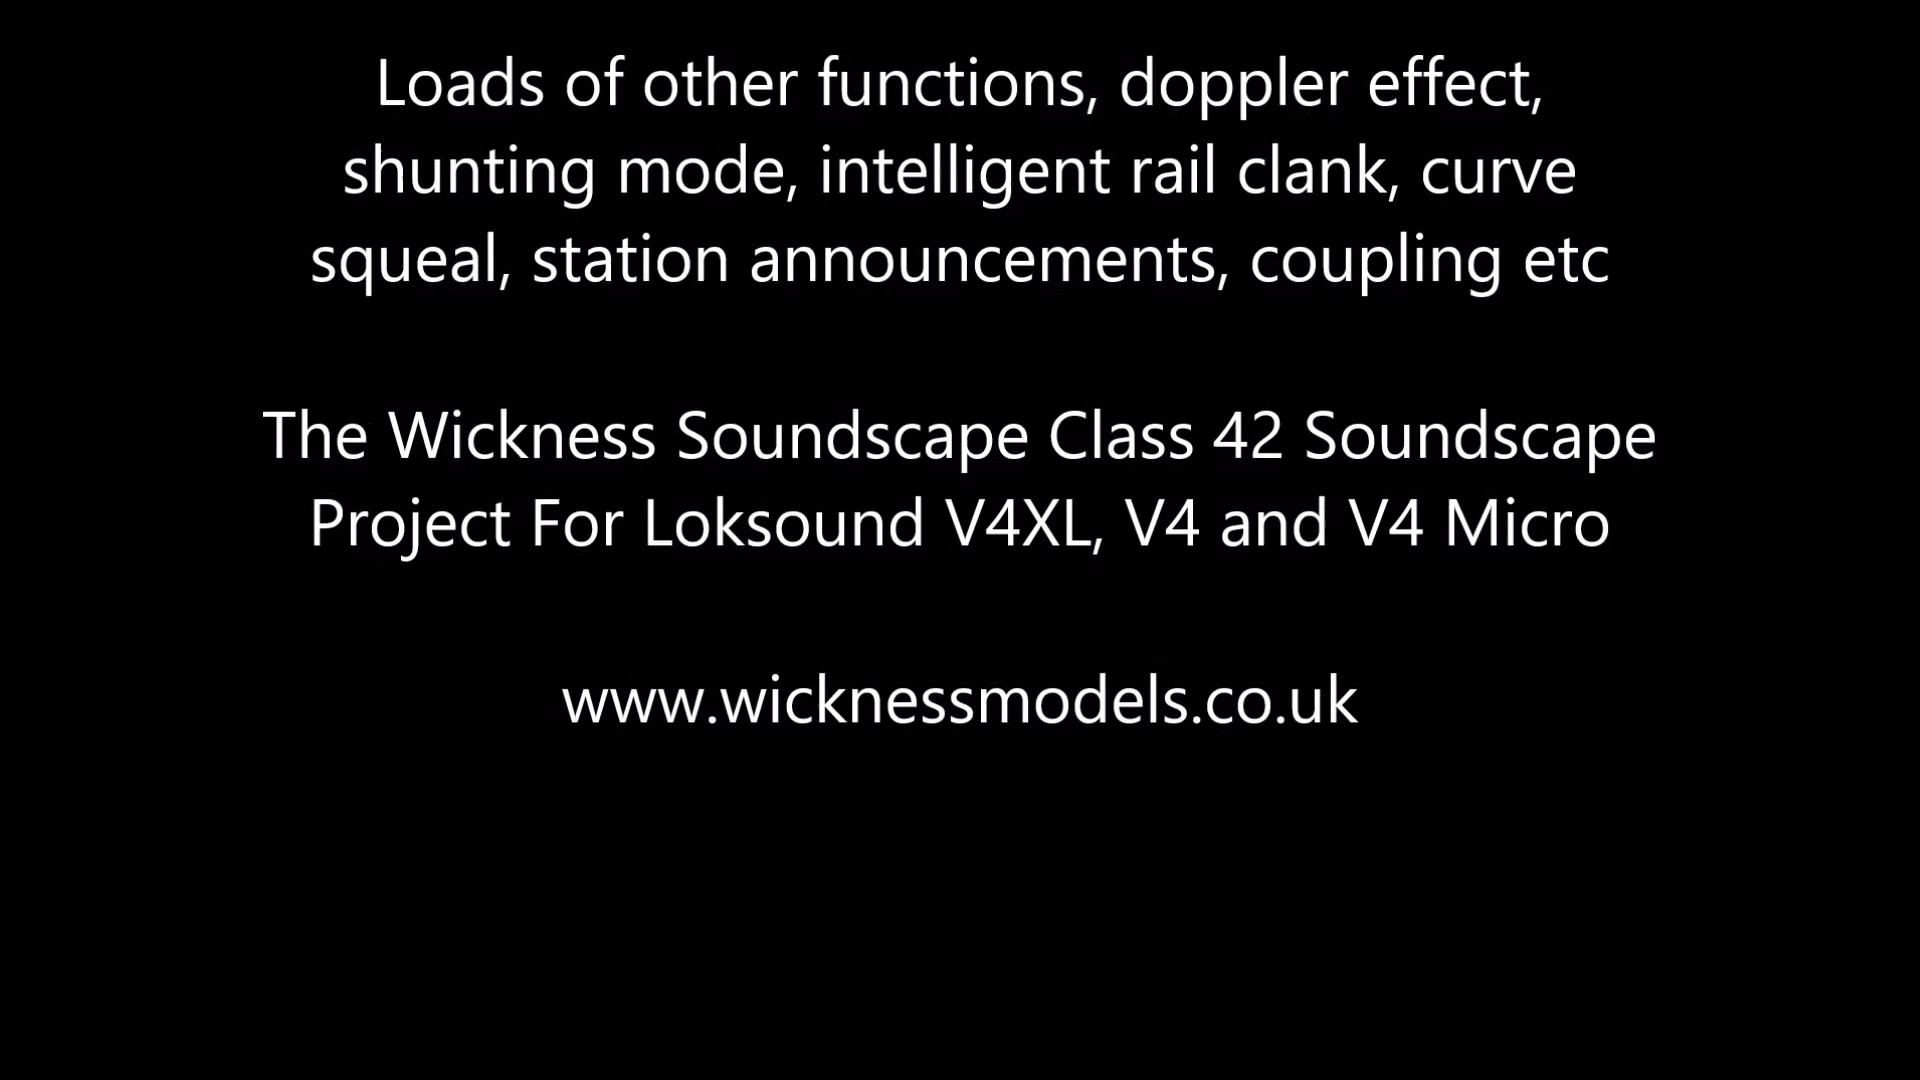 Loads of other functions, doppler effect,
shunting mode, intelligent rail clank, curve
squeal, station announcements, coupling etc
The Wickness Soundscape Class 42 Soundscape
Project For Loksound V4XL, V4 and V4 Micro
www.wicknessmodels.co.uk